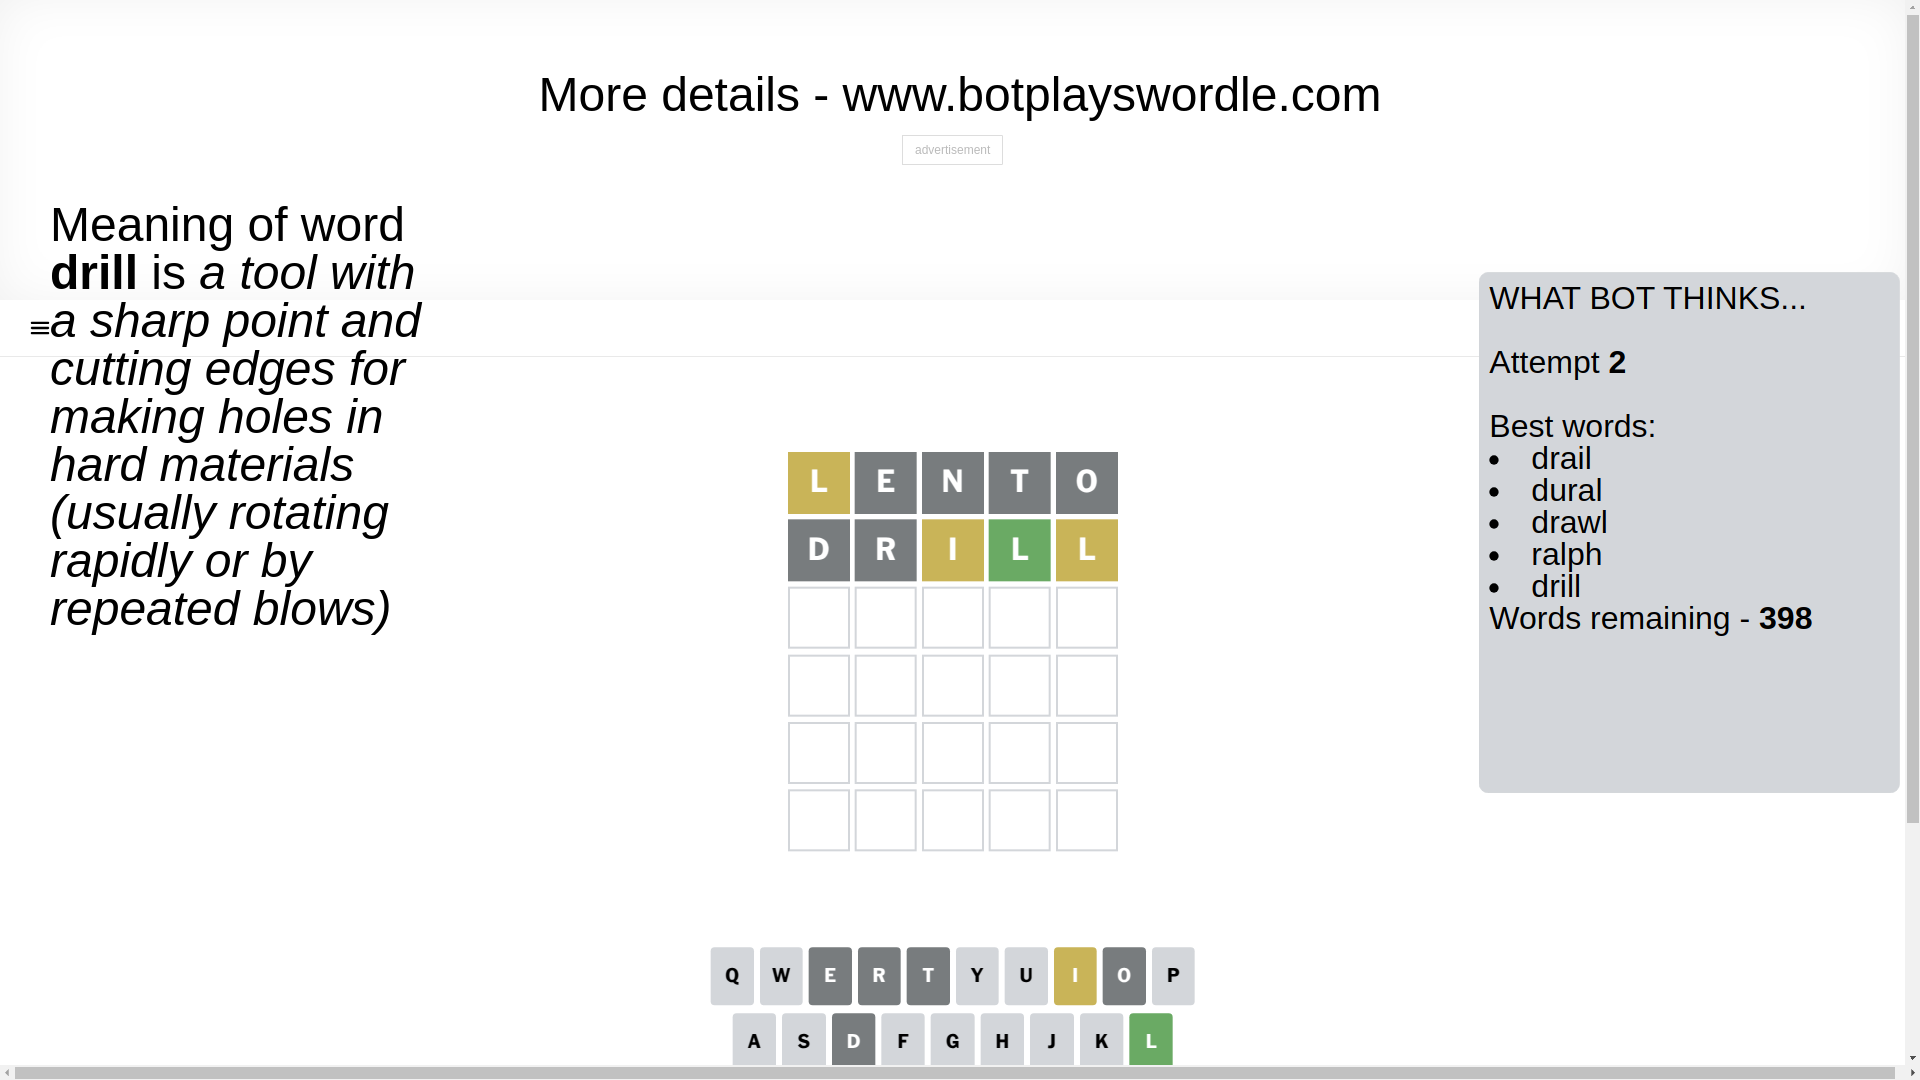 More details - www.botplayswordle.com
advertisement
Meaning of word
drill is a tool with
a sharp point and
cutting edges for
making holes in
hard materials
(usually rotating
rapidly or by
repeated blows)
WHAT BOT THINKS...
Attempt 2
Best words:
• drail
• dural
• drawl
• ralph
• drill
Words remaining - 398
L E N T O
D R I L L
Q W E R T Y U I O P
A S D F G H J K L